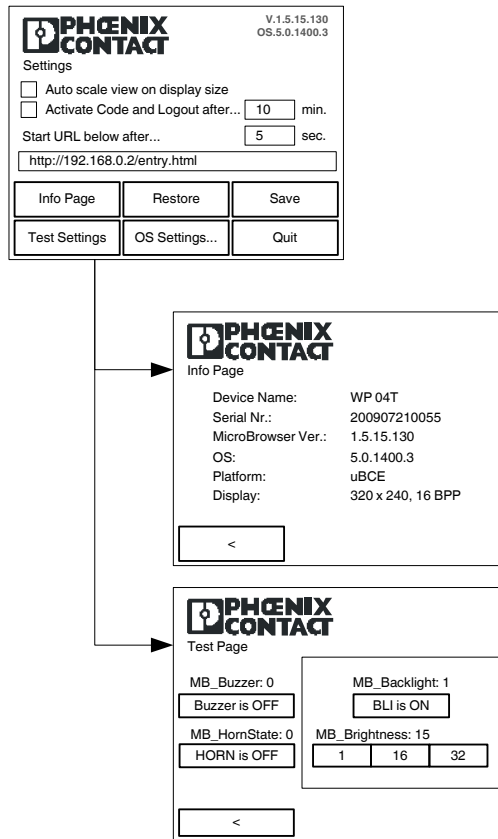 PHŒNIX
CONTACT
V.1.5.15.130
OS.5.0.1400.3
Settings
Auto scale view on display size
Activate Code and Logout after... 10 min.
Start URL below after... 5 sec.
http://192.168.0.2/entry.html
Info Page Restore Save
Test Settings OS Settings... Quit
PHŒNIX
CONTACT
Info Page
Device Name: WP 04T
Serial Nr.: 200907210055
MicroBrowser Ver.: 1.5.15.130
OS: 5.0.1400.3
Platform: uBCE
Display: 320 x 240, 16 BPP
<
PHŒNIX
CONTACT
Test Page
MB_Buzzer: 0 MB_Backlight: 1
Buzzer is OFF BLI is ON
MB_HornState: 0 MB_Brightness: 15
HORN is OFF 1 16 32
<